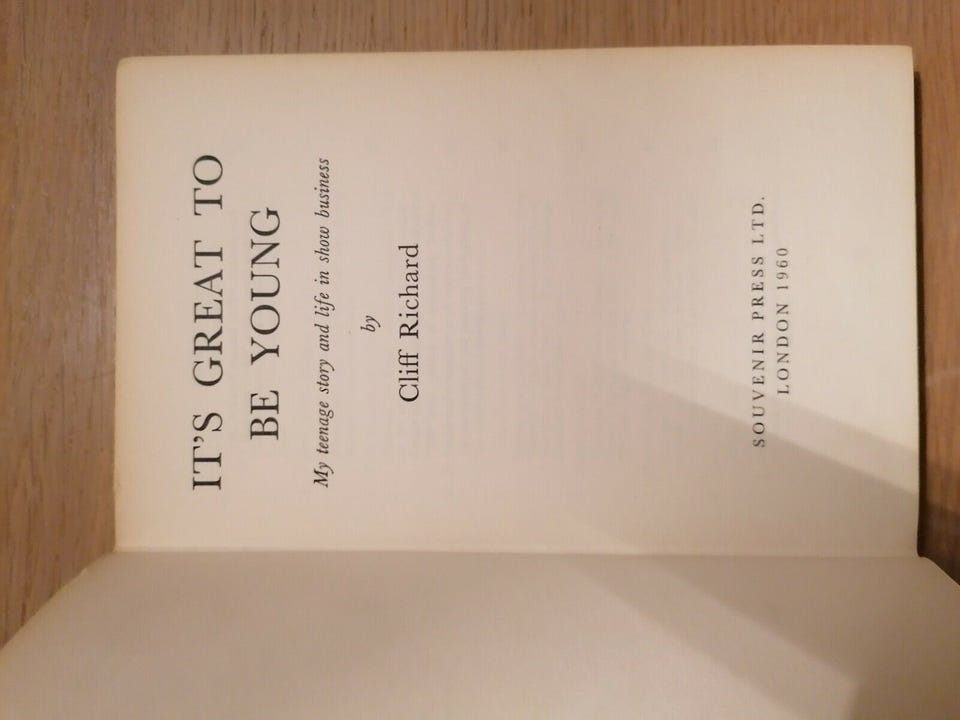 IT'S GREAT TO
BE YOUNG
My teenage story and life in show business
by
Cliff Richard
SOUVENIR PRESS LTD.
LONDON 1960